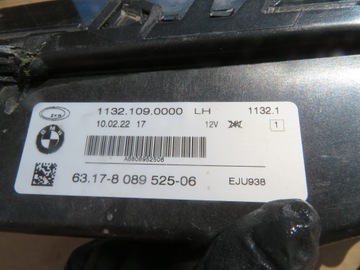 1132.109.0000 LH 1132.1
10.02.22 17 12V 1
A8808952506
63.17-8 089 525-06 EJU938